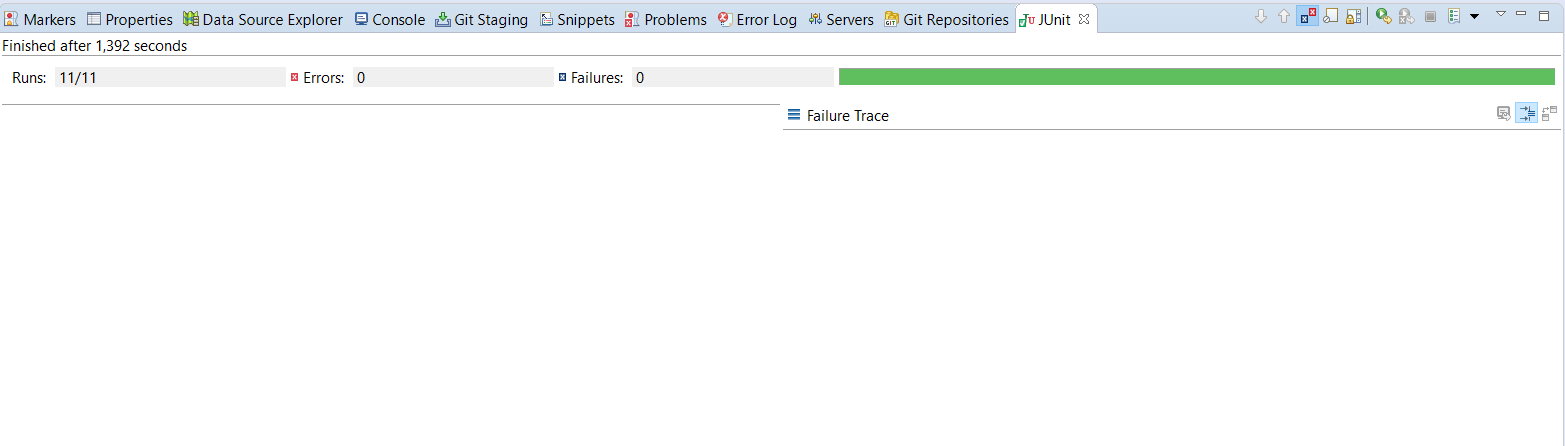 Markers Properties Data Source Explorer Console Git Staging Snippets Problems Error Log Servers Git Repositories JUnit
Finished after 1,392 seconds
Runs: 11/11 Errors: 0 Failures: 0
Failure Trace